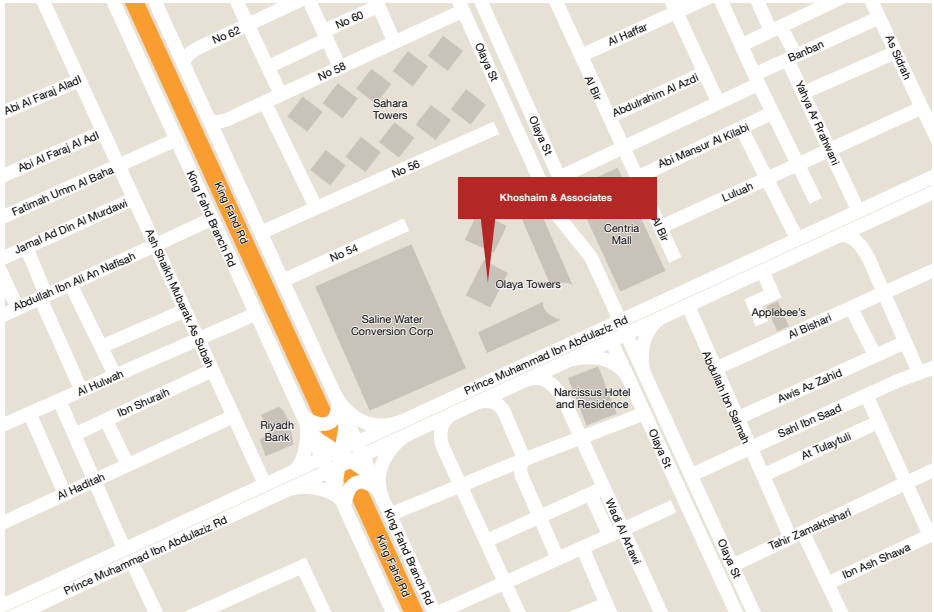 No 62
No 60
Olaya St
Al Haffar
Banban
As Sidrah
No 58
Al Bir
Abdulrahim Al Azdi
Yahya Ar Rrahwani
Abi Al Faraj Aladl
Sahara
Towers
Olaya St
Abi Al Faraj Al Adl
No 56
Abi Mansur Al Kilabi
Fatimah Umm Al Baha
King Fahd Rd
King Fahd Branch Rd
Khoshaim & Associates
Luluah
Jamal Ad Din Al Murdawi
Centria
Mall
Al Bir
Abdullah Ibn Ali An Nafisah
Ash Shaikh Mubarak As Subah
No 54
Olaya Towers
Saline Water
Conversion Corp
Applebee's
Al Bishari
Prince Muhammad Ibn Abdulaziz Rd
Abdullah Ibn Salmah
Al Hulwah
Ibn Shuraih
Narcissus Hotel
and Residence
Awis Az Zahid
Sahl Ibn Saad
At Tulaytuli
Riyadh
Bank
Olaya St
Al Haditah
Wadi Al Artawi
Tahir Zamakhshari
Prince Muhammad Ibn Abdulaziz Rd
King Fahd Branch Rd
King Fahd Rd
Olaya St
Ibn Ash Shawa